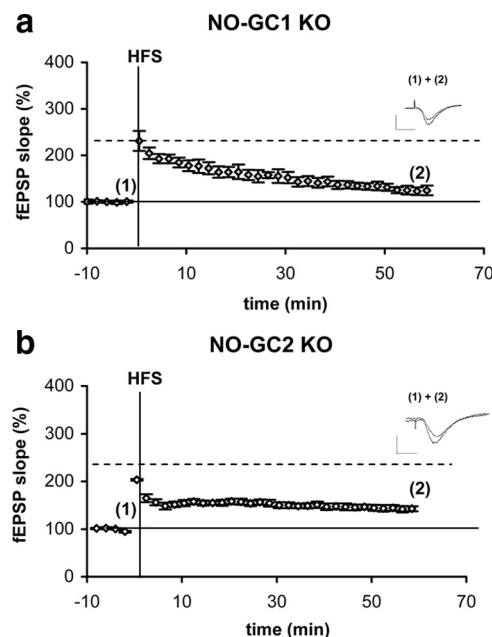 a
NO-GC1 KO
HFS
400
300
200
100
0
fEPSP slope (%)
(1) + (2)
(1)
(2)
-10
10
30
50
70
time (min)
b
NO-GC2 KO
HFS
400
300
200
100
0
fEPSP slope (%)
(1) + (2)
(1)
(2)
-10
10
30
50
70
time (min)